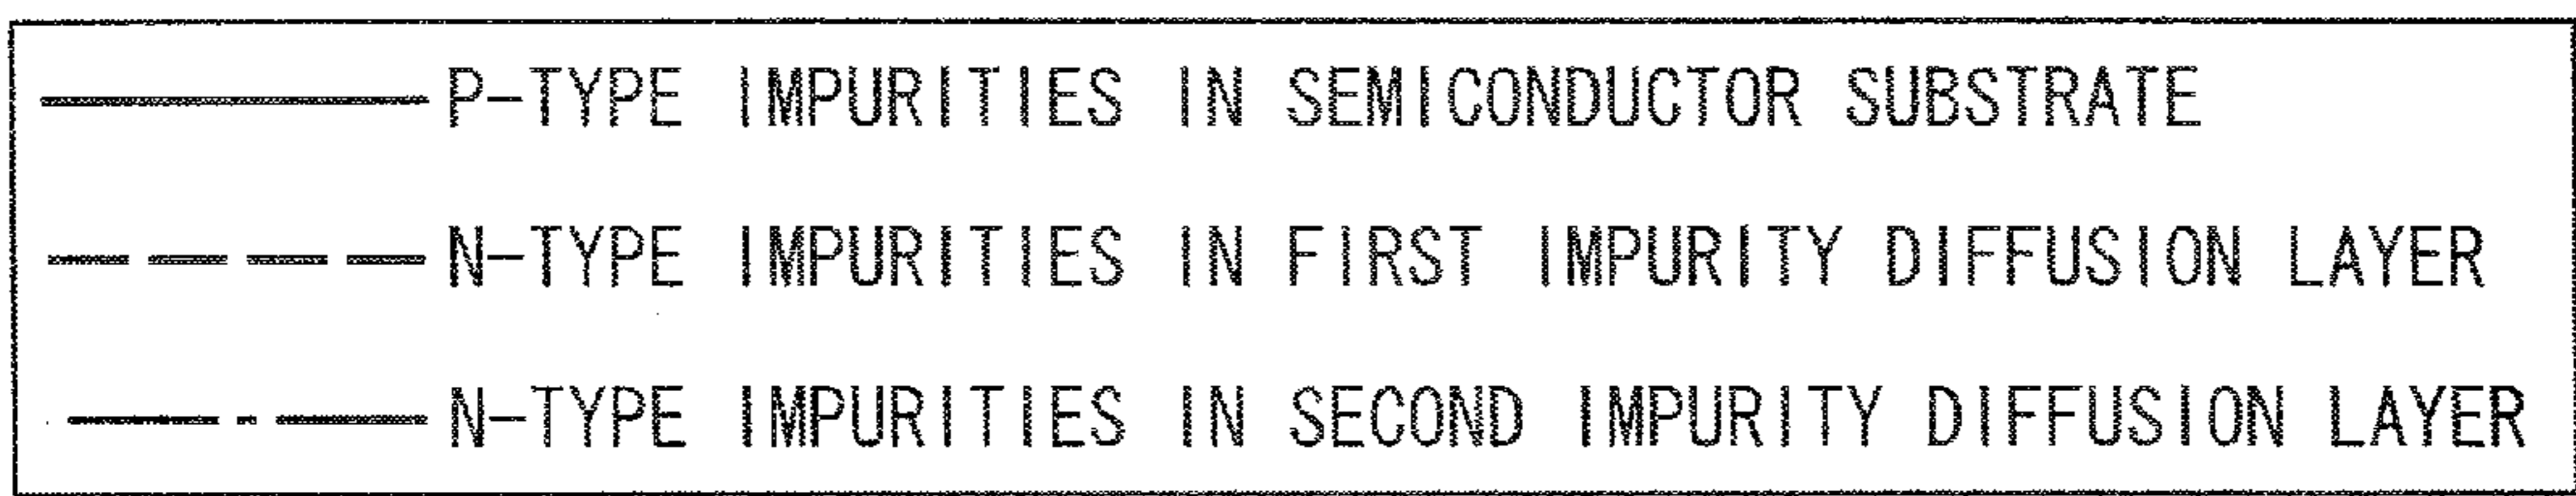 P-TYPE IMPURITIES IN SEMICONDUCTOR SUBSTRATE
N-TYPE IMPURITIES IN FIRST IMPURITY DIFFUSION LAYER
N-TYPE IMPURITIES IN SECOND IMPURITY DIFFUSION LAYER